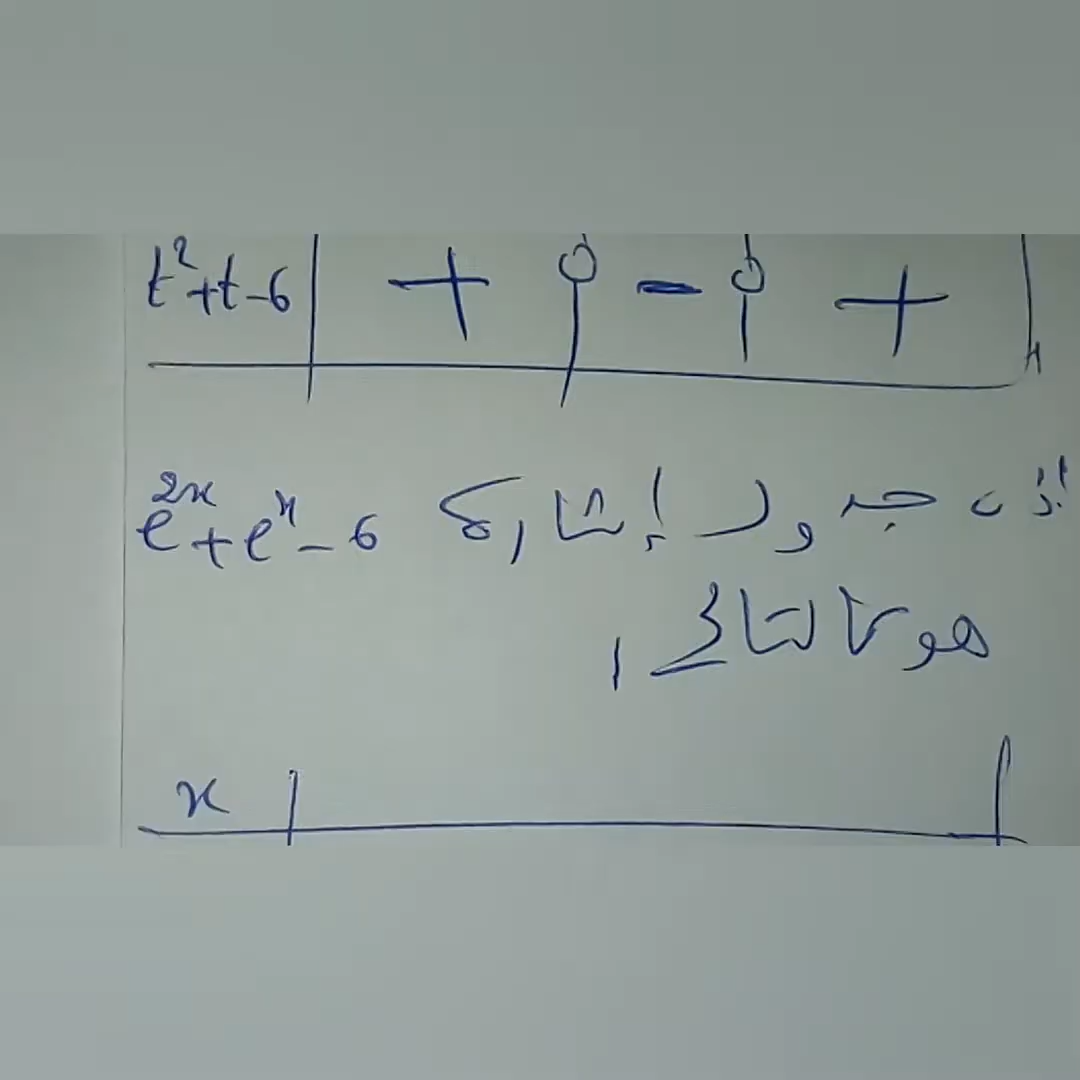 t²+t-6 | + 0 - 0 +
إذن جدول إشارة e²ˣ+eˣ-6
هو كالتالي:
x